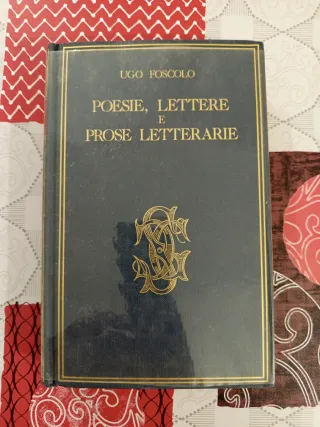 UGO FOSCOLO
POESIE, LETTERE
E
PROSE LETTERARIE